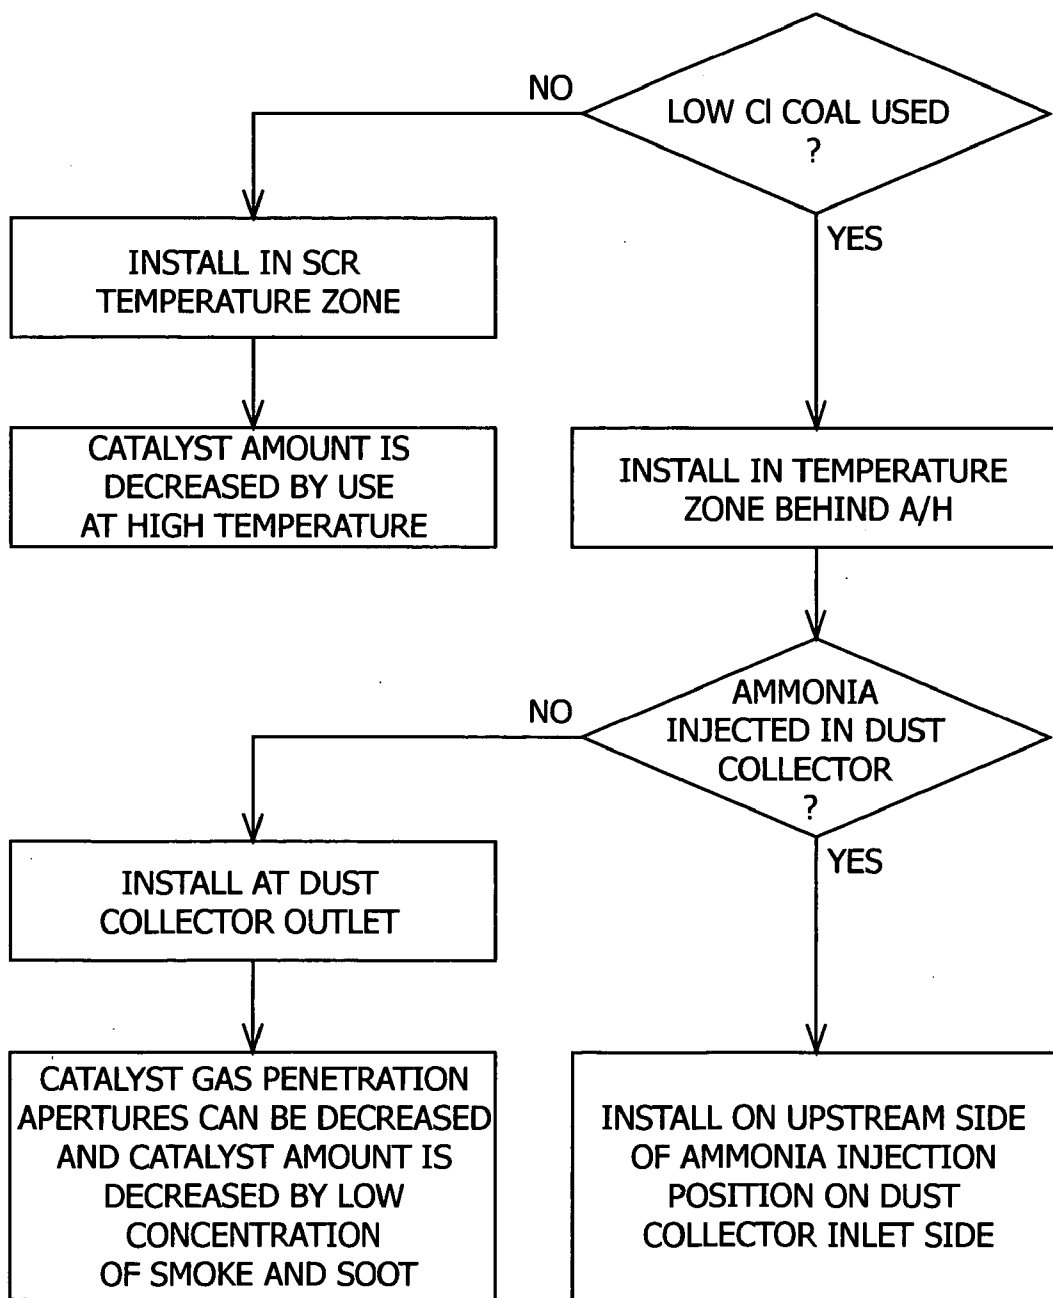 LOW Cl COAL USED
?
NO
YES
INSTALL IN SCR
TEMPERATURE ZONE
CATALYST AMOUNT IS
DECREASED BY USE
AT HIGH TEMPERATURE
INSTALL IN TEMPERATURE
ZONE BEHIND A/H
AMMONIA
INJECTED IN DUST
COLLECTOR
?
NO
YES
INSTALL AT DUST
COLLECTOR OUTLET
CATALYST GAS PENETRATION
APERTURES CAN BE DECREASED
AND CATALYST AMOUNT IS
DECREASED BY LOW
CONCENTRATION
OF SMOKE AND SOOT
INSTALL ON UPSTREAM SIDE
OF AMMONIA INJECTION
POSITION ON DUST
COLLECTOR INLET SIDE